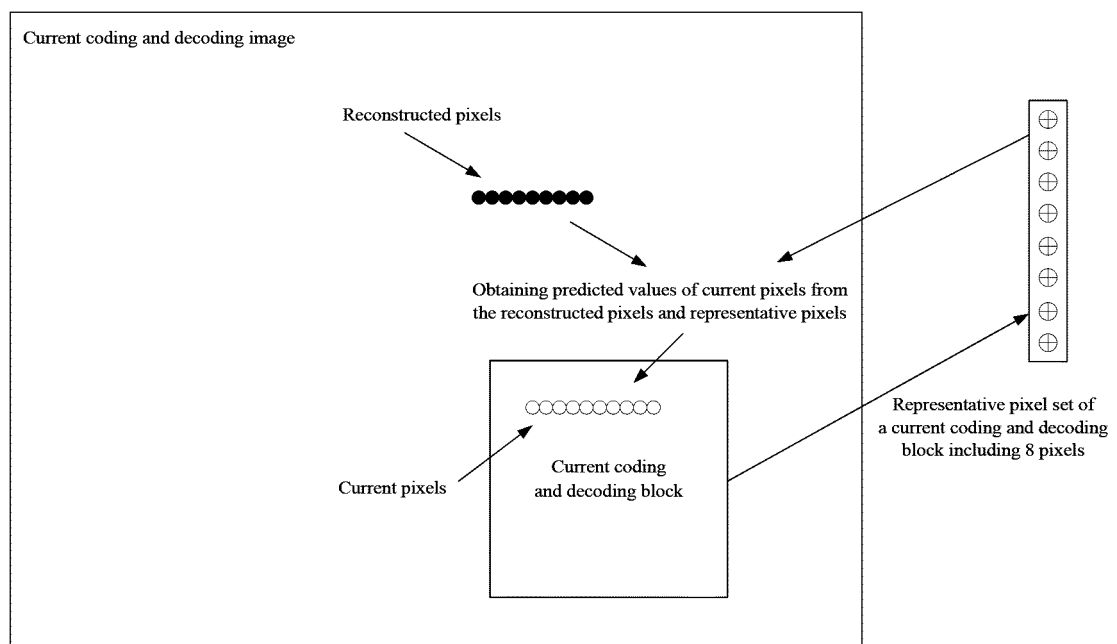 Current coding and decoding image
Reconstructed pixels
Obtaining predicted values of current pixels from
the reconstructed pixels and representative pixels
Representative pixel set of
a current coding and decoding
block including 8 pixels
Current coding
and decoding block
Current pixels